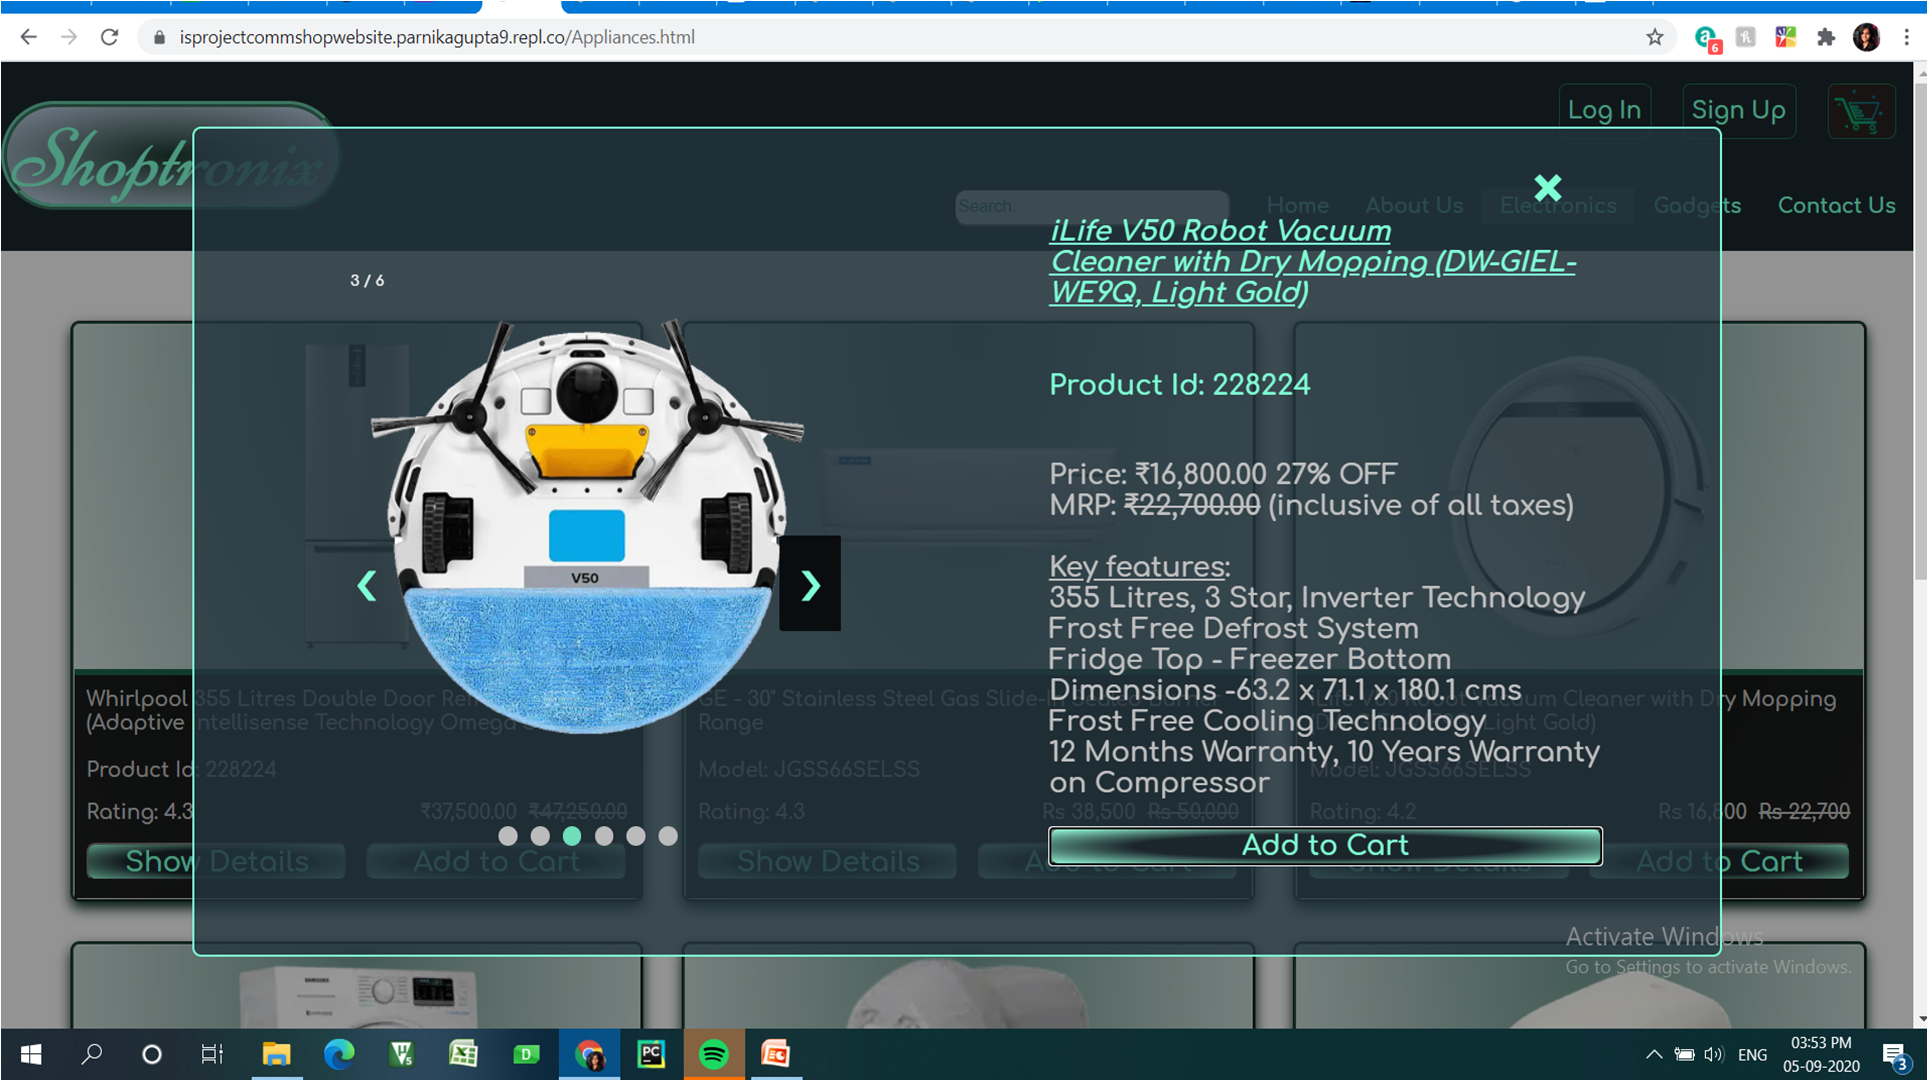 isprojectcommshopwebsite.parnikagupta9.repl.co/Appliances.html
6
Log In
Sign Up
Shoptronix
Search..
Home
About Us
Electronics
Gadgets
Contact Us
3 / 6
V50
iLife V50 Robot Vacuum
Cleaner with Dry Mopping (DW-GIEL-
WE9Q, Light Gold)
Product Id: 228224
Price: ₹16,800.00 27% OFF
MRP: ₹22,700.00 (inclusive of all taxes)
Key features:
355 Litres, 3 Star, Inverter Technology
Frost Free Defrost System
Fridge Top - Freezer Bottom
Dimensions -63.2 x 71.1 x 180.1 cms
Frost Free Cooling Technology
12 Months Warranty, 10 Years Warranty
on Compressor
Add to Cart
Whirlpool 355 Litres Double Door
(Adaptive Intellisense Technology Omega
Product Id: 228224
Rating: 4.3
₹37,500.00 ₹47,250.00
Show Details
Add to Cart
GE - 30" Stainless Steel Gas Slide-In Sealed Burner
Range
Model: JGSS66SELSS
Rating: 4.3
Rs 38,500 Rs 50,000
Show Details
Add to Cart
iLife V50 Robot Vacuum Cleaner with Dry Mopping
Light Gold)
Model: JGSS66SELSS
Rating: 4.2
Rs 16,800 Rs 22,700
Show Details
Add to Cart
SAMSUNG
Activate Windows
Go to Settings to activate Windows.
ENG
03:53 PM
05-09-2020
3